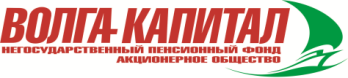 ВОЛГА-КАПИТАЛ
НЕГОСУДАРСТВЕННЫЙ ПЕНСИОННЫЙ ФОНД
АКЦИОНЕРНОЕ ОБЩЕСТВО